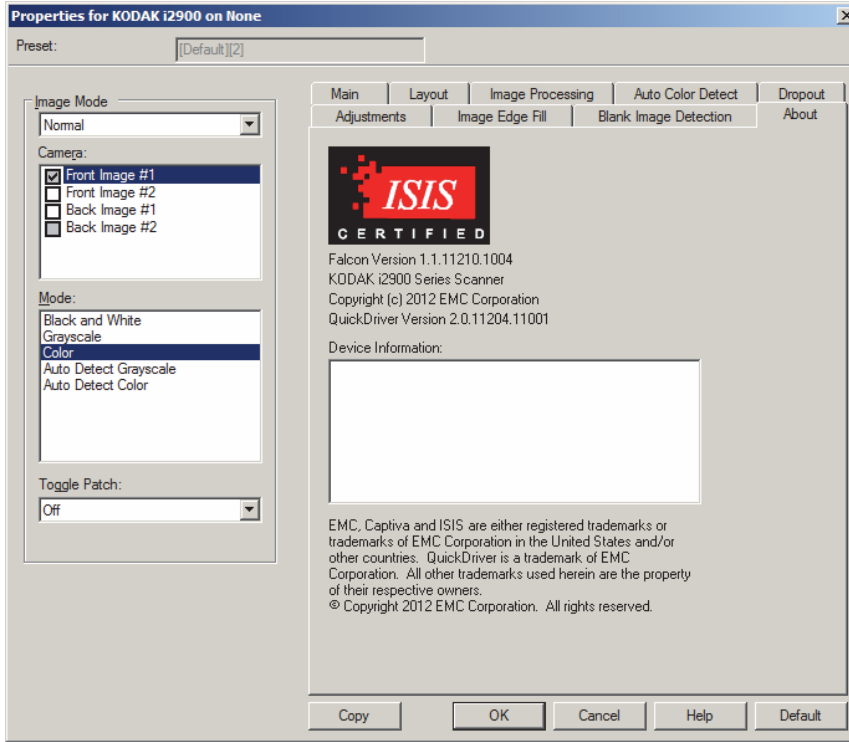 Properties for KODAK i2900 on None
Preset:
[Default][2]
Image Mode
Normal
Camera:
Front Image #1
Front Image #2
Back Image #1
Back Image #2
Mode:
Black and White
Grayscale
Color
Auto Detect Grayscale
Auto Detect Color
Toggle Patch:
Off
Main
Layout
Image Processing
Auto Color Detect
Dropout
Adjustments
Image Edge Fill
Blank Image Detection
About
ISIS
CERTIFIED
Falcon Version 1.1.11210.1004
KODAK i2900 Series Scanner
Copyright (c) 2012 EMC Corporation
QuickDriver Version 2.0.11204.11001
Device Information:
EMC, Captiva and ISIS are either registered trademarks or
trademarks of EMC Corporation in the United States and/or
other countries.  QuickDriver is a trademark of EMC
Corporation.  All other trademarks used herein are the property
of their respective owners.
© Copyright 2012 EMC Corporation.  All rights reserved.
Copy
OK
Cancel
Help
Default